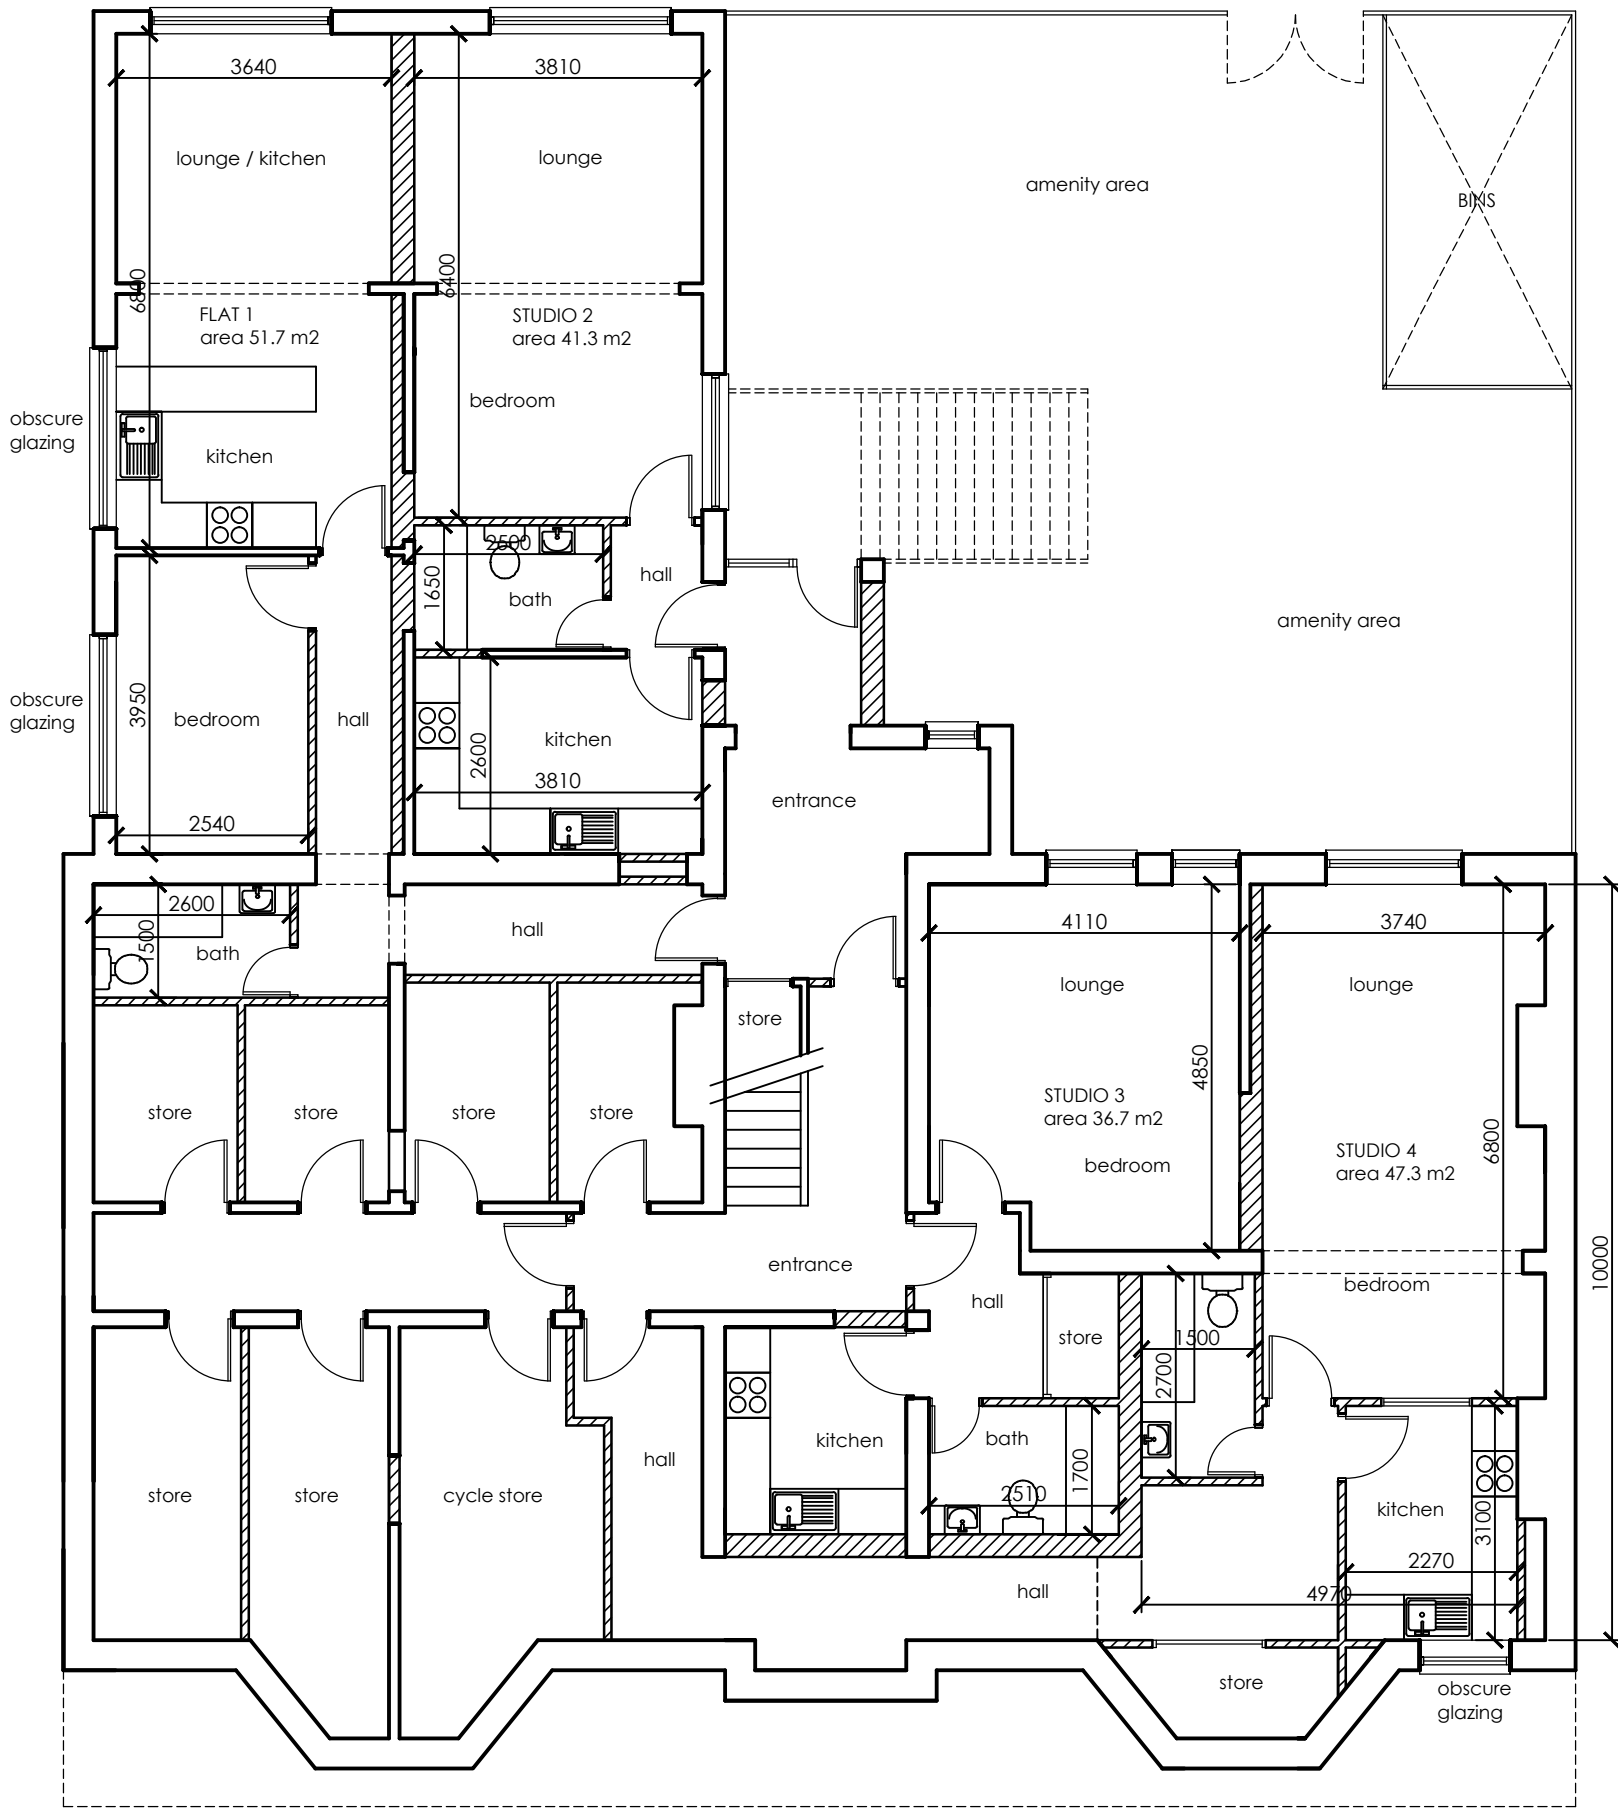 3640
3810
lounge / kitchen
lounge
amenity area
BINS
6800
6400
FLAT 1
area 51.7 m2
STUDIO 2
area 41.3 m2
obscure
glazing
bedroom
kitchen
2500
1650
bath
hall
amenity area
obscure
glazing
3950
bedroom
hall
kitchen
2600
3810
entrance
2540
2600
1500
bath
hall
4110
3740
lounge
lounge
store
4850
STUDIO 3
area 36.7 m2
store
store
store
store
bedroom
6800
STUDIO 4
area 47.3 m2
10000
entrance
bedroom
hall
store
1500
2700
kitchen
bath
hall
1700
2510
store
store
cycle store
kitchen
3100
2270
4970
hall
store
obscure
glazing